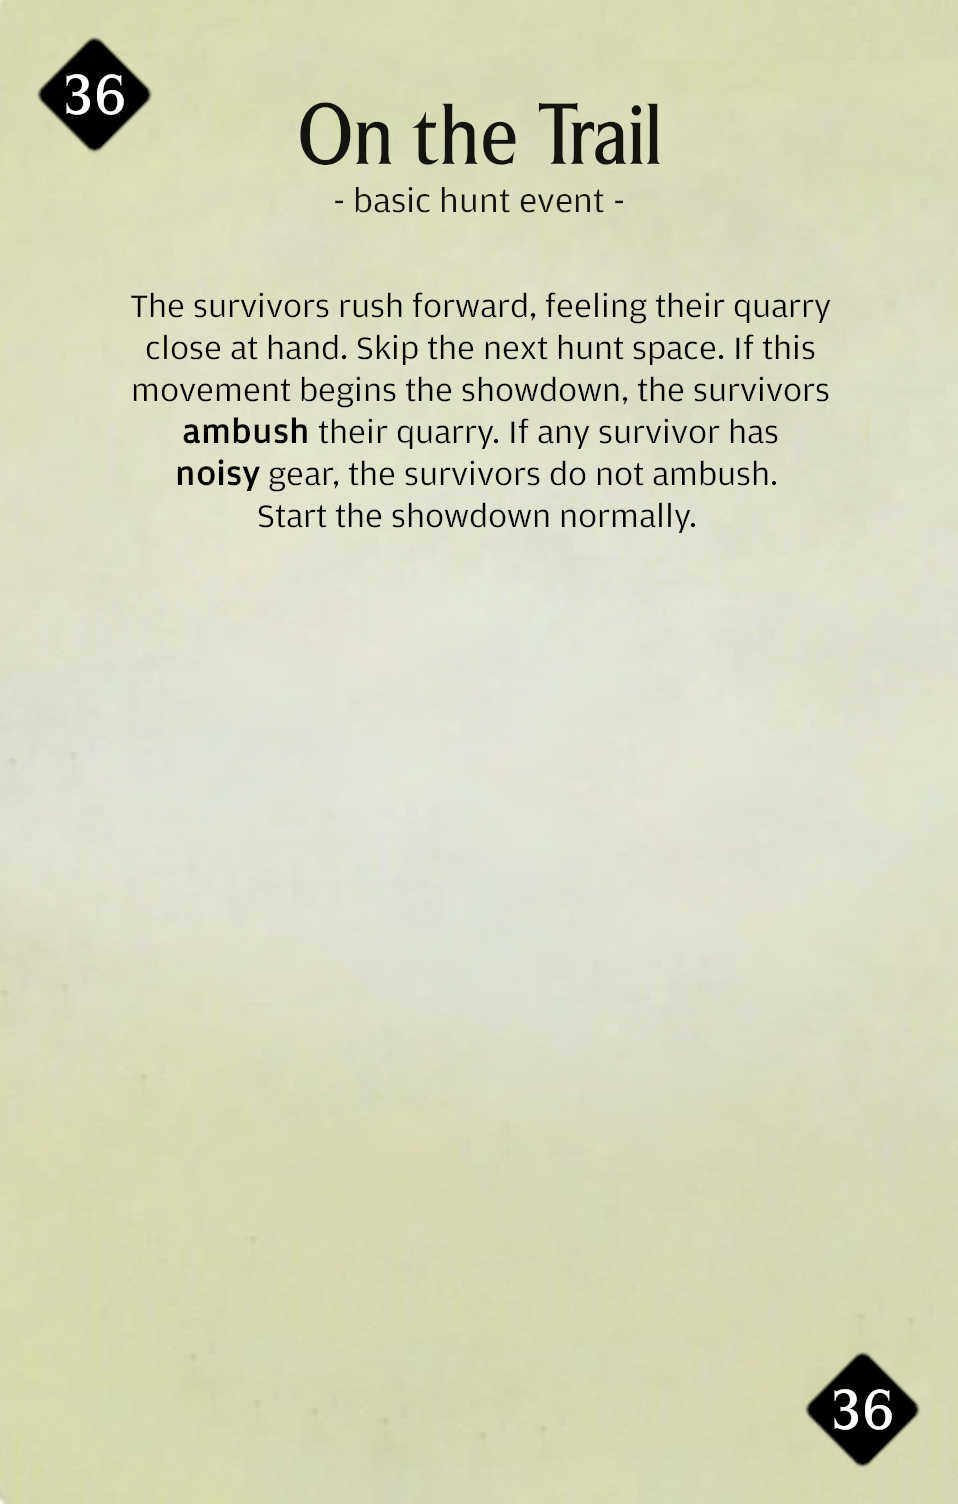 36
On the Trail
- basic hunt event -
The survivors rush forward, feeling their quarry
close at hand. Skip the next hunt space. If this
movement begins the showdown, the survivors
ambush their quarry. If any survivor has
noisy gear, the survivors do not ambush.
Start the showdown normally.
36